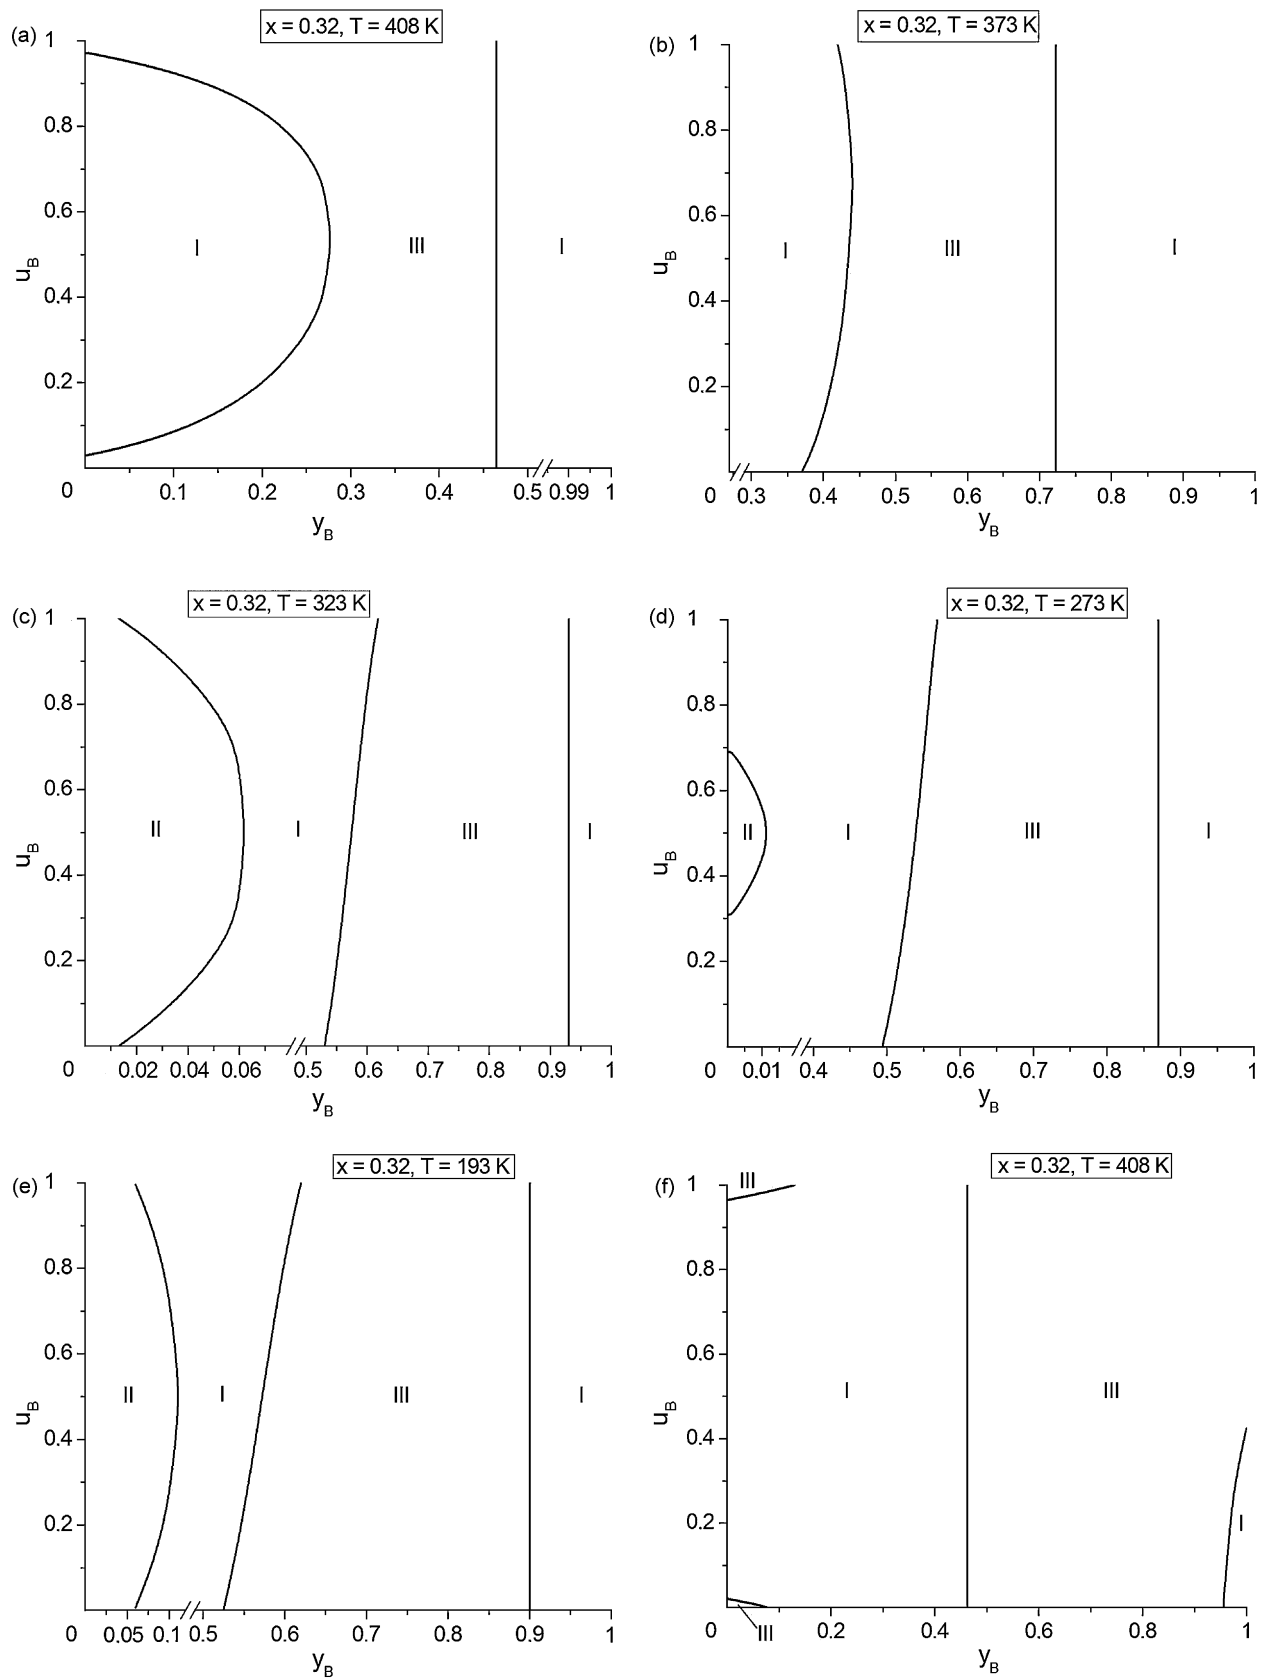 (a)
x = 0.32, T = 408 K
1
0.8
0.6
0.4
0.2
u_B
I
III
I
0 0.1 0.2 0.3 0.4 0.5 0.99 1
y_B
(b)
x = 0.32, T = 373 K
1
0.8
0.6
0.4
0.2
u_B
I
III
I
0 0.3 0.4 0.5 0.6 0.7 0.8 0.9 1
y_B
(c)
x = 0.32, T = 323 K
1
0.8
0.6
0.4
0.2
u_B
II
I
III
I
0 0.02 0.04 0.06 0.5 0.6 0.7 0.8 0.9 1
y_B
(d)
x = 0.32, T = 273 K
1
0.8
0.6
0.4
0.2
u_B
II
I
III
I
0 0.01 0.4 0.5 0.6 0.7 0.8 0.9 1
y_B
(e)
x = 0.32, T = 193 K
1
0.8
0.6
0.4
0.2
u_B
II
I
III
I
0 0.05 0.1 0.5 0.6 0.7 0.8 0.9 1
y_B
(f)
x = 0.32, T = 408 K
1
0.8
0.6
0.4
0.2
u_B
III
I
III
I
III
0 0.2 0.4 0.6 0.8 1
y_B